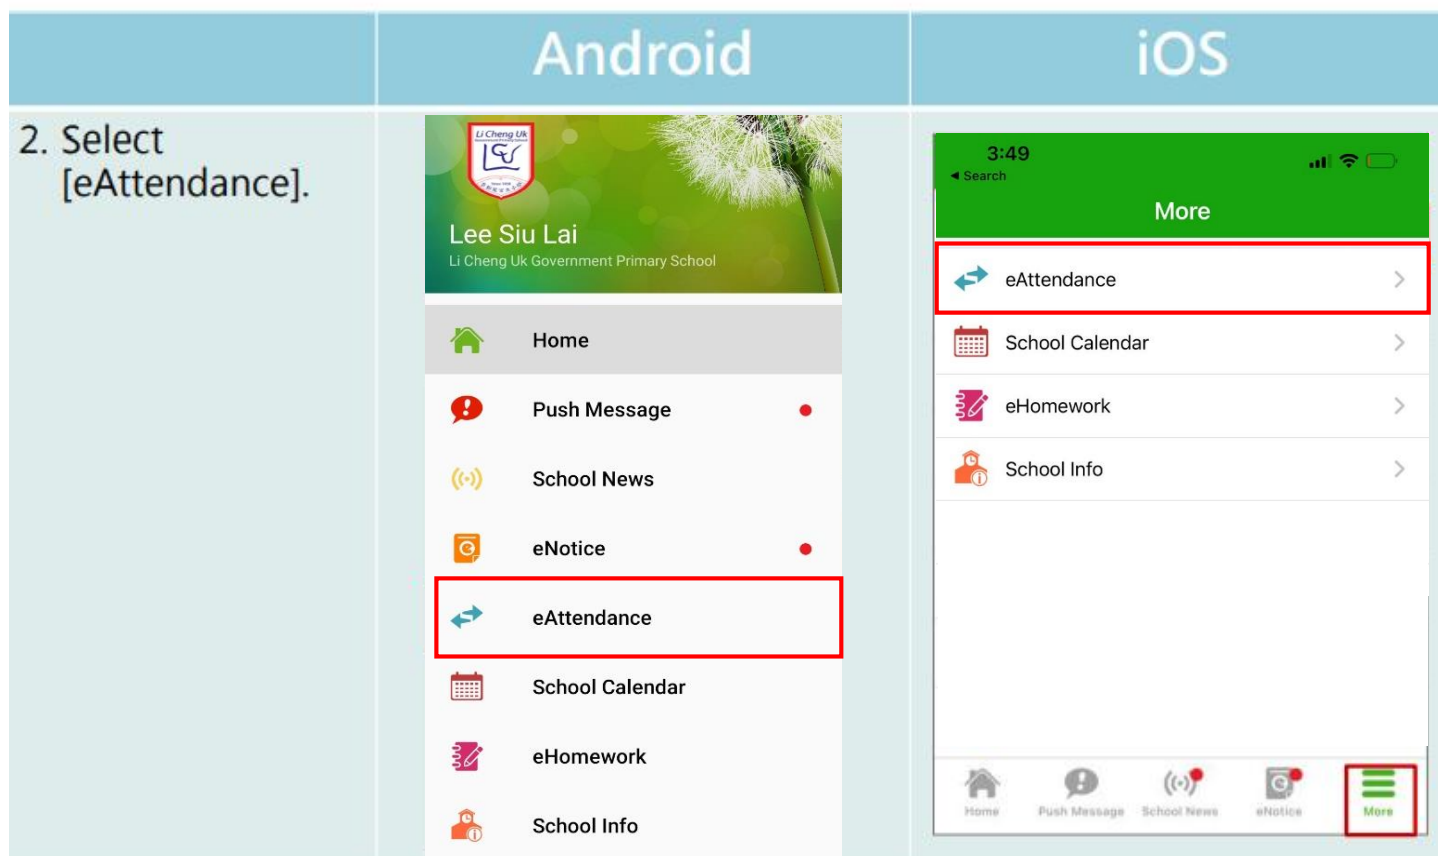 Android
iOS
2. Select
[eAttendance].
Li Cheng Uk
Lee Siu Lai
Li Cheng Uk Government Primary School
Home
Push Message
School News
eNotice
eAttendance
School Calendar
eHomework
School Info
3:49
◄ Search
More
eAttendance
School Calendar
eHomework
School Info
Home
Push Message
School News
eNotice
More